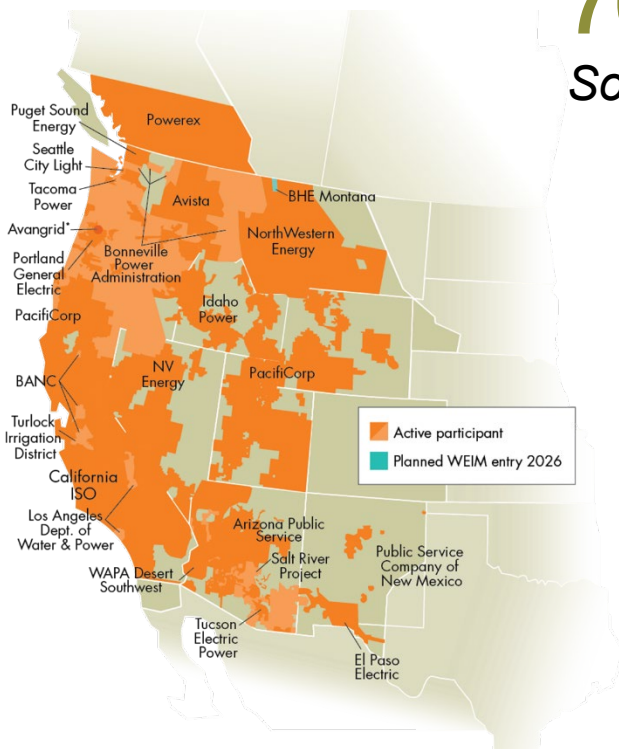 Powerex
Puget Sound
Energy
Seattle
City Light
Tacoma
Power
Avangrid*
Portland
General
Electric
PacifiCorp
BANC
Turlock
Irrigation
District
California
ISO
Los Angeles
Dept. of
Water & Power
Avista
BHE Montana
NorthWestern
Energy
Bonneville
Power
Administration
Idaho
Power
NV
Energy
PacifiCorp
Active participant
Planned WEIM entry 2026
Arizona Public
Service
Salt River
Project
Public Service
Company of
New Mexico
WAPA Desert
Southwest
Tucson
Electric
Power
El Paso
Electric